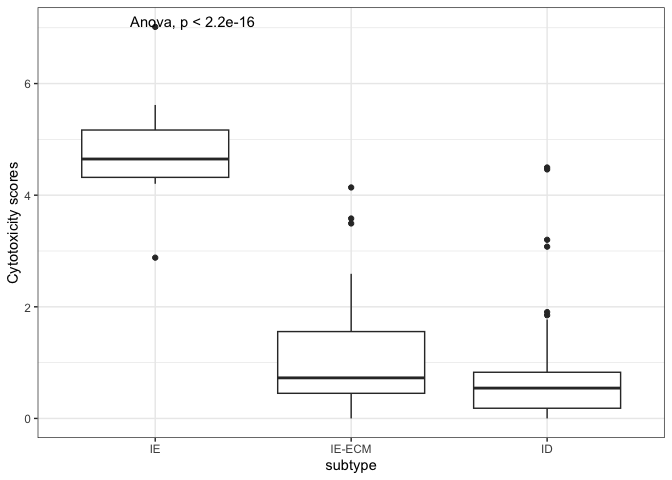 Anova, p < 2.2e-16
Cytotoxicity scores
6
4
2
0
IE
IE-ECM
ID
subtype